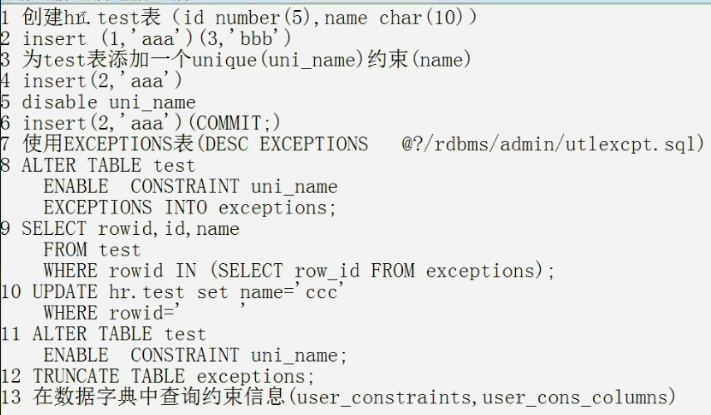 1 创建hr.test表（id number(5),name char(10)）
2 insert (1,'aaa')(3,'bbb')
3 为test表添加一个unique(uni_name)约束(name)
4 insert(2,'aaa')
5 disable uni_name
6 insert(2,'aaa')(COMMIT;)
7 使用EXCEPTIONS表(DESC EXCEPTIONS   @?/rdbms/admin/utlexcpt.sql)
8 ALTER TABLE test
ENABLE  CONSTRAINT uni_name
EXCEPTIONS INTO exceptions;
9 SELECT rowid,id,name
FROM test
WHERE rowid IN (SELECT row_id FROM exceptions);
10 UPDATE hr.test set name='ccc'
WHERE rowid='     '
11 ALTER TABLE test
ENABLE  CONSTRAINT uni_name;
12 TRUNCATE TABLE exceptions;
13 在数据字典中查询约束信息(user_constraints,user_cons_columns)